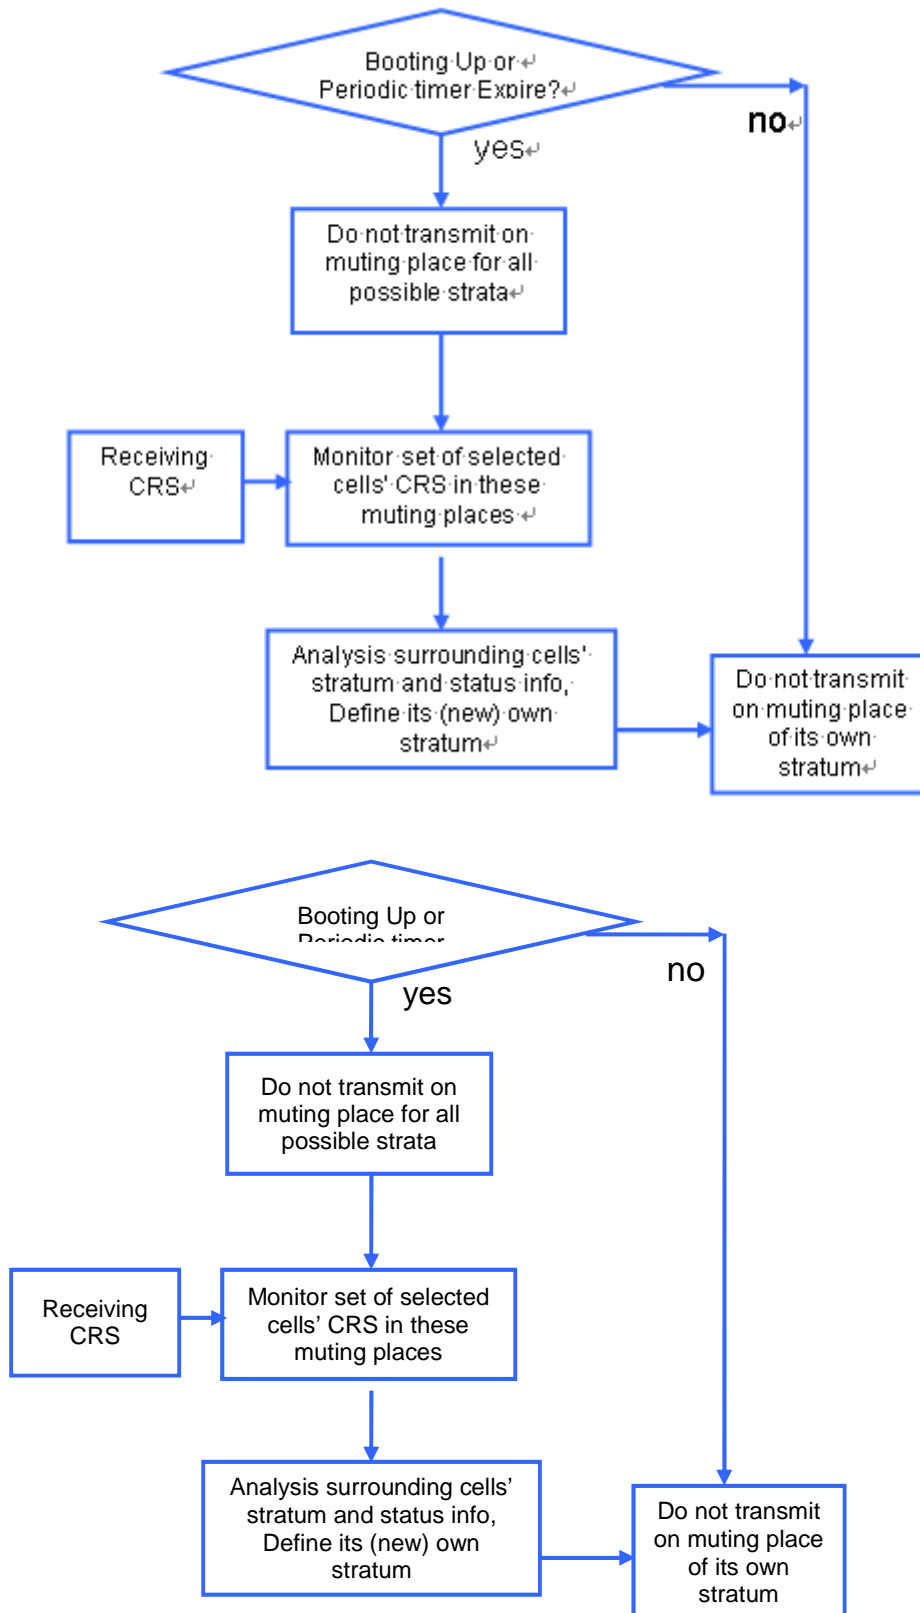 Booting Up or
Periodic timer Expire?
no
yes
Do not transmit on
muting place for all
possible strata
Receiving
CRS
Monitor set of selected
cells' CRS in these
muting places
Analysis surrounding cells'
stratum and status info,
Define its (new) own
stratum
Do not transmit
on muting place
of its own
stratum
Booting Up or
Periodic timer
no
yes
Do not transmit on
muting place for all
possible strata
Receiving
CRS
Monitor set of selected
cells’ CRS in these
muting places
Analysis surrounding cells’
stratum and status info,
Define its (new) own
stratum
Do not transmit
on muting place
of its own
stratum